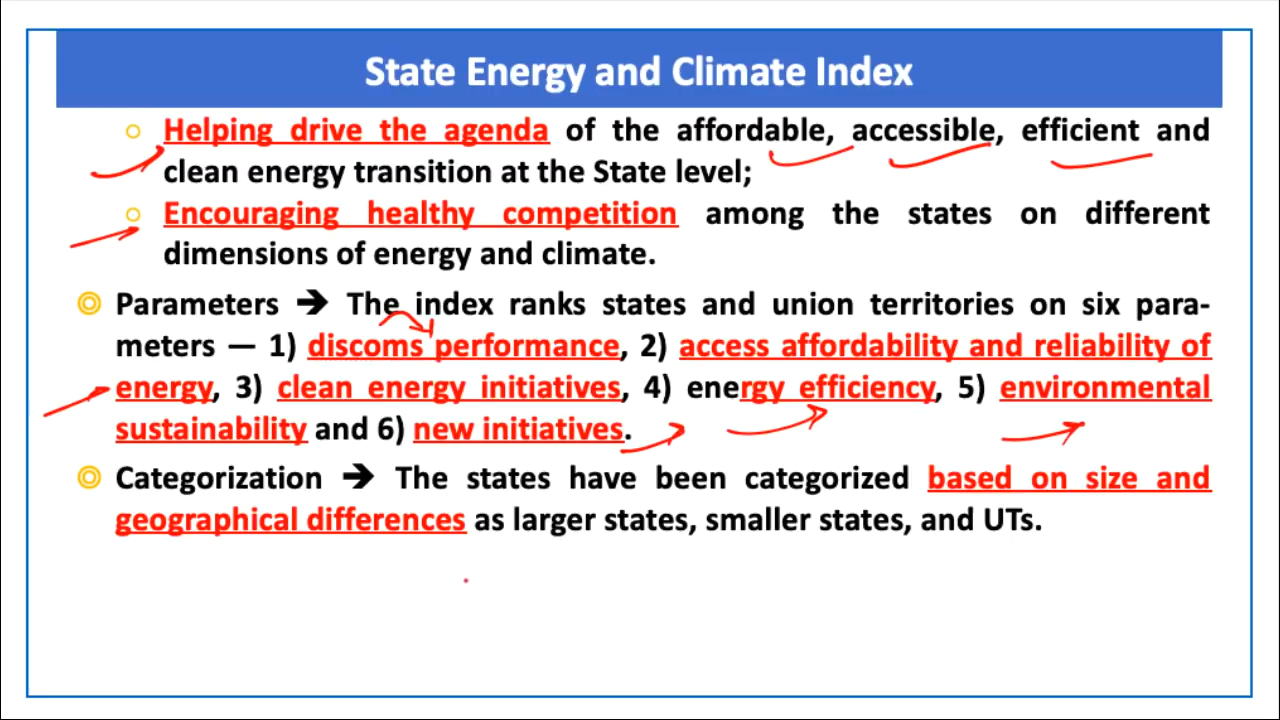 State Energy and Climate Index
Helping drive the agenda of the affordable, accessible, efficient and
clean energy transition at the State level;
Encouraging healthy competition among the states on different
dimensions of energy and climate.
Parameters ➔ The index ranks states and union territories on six para-
meters — 1) discoms performance, 2) access affordability and reliability of
energy, 3) clean energy initiatives, 4) energy efficiency, 5) environmental
sustainability and 6) new initiatives.
Categorization ➔ The states have been categorized based on size and
geographical differences as larger states, smaller states, and UTs.